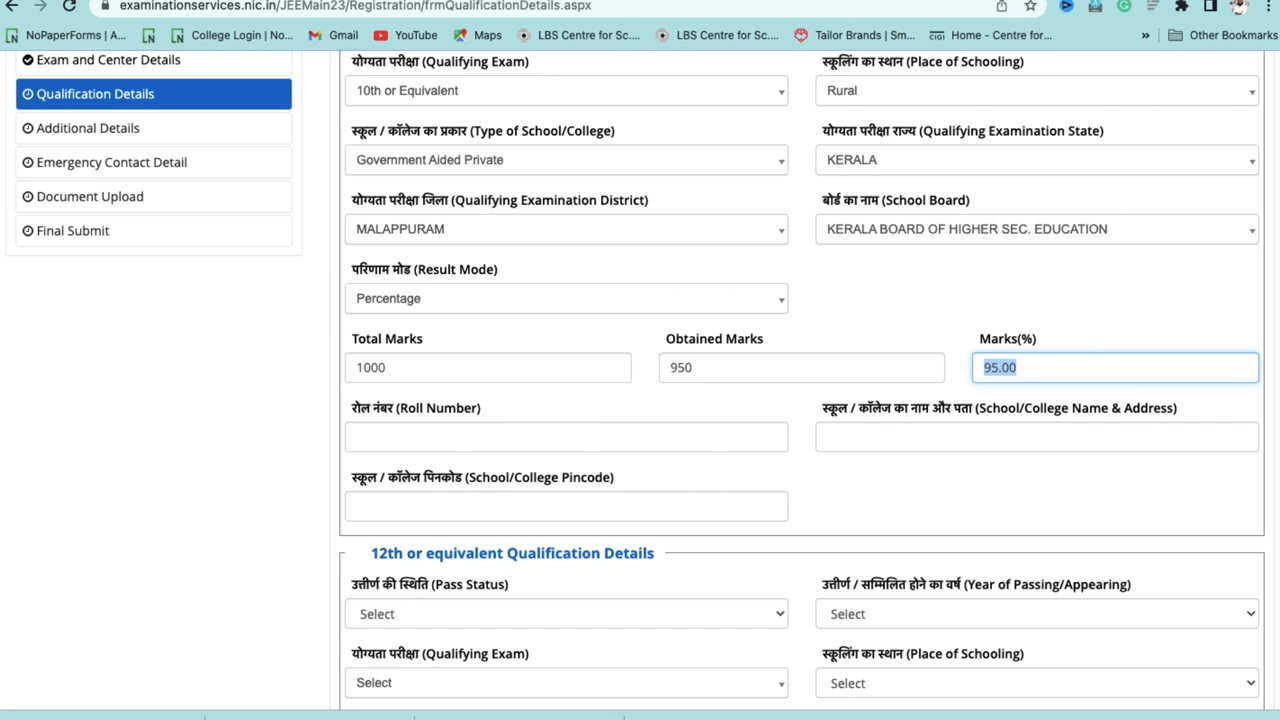 examinationservices.nic.in/JEEMain23/Registration/frmQualificationDetails.aspx
NoPaperForms | A... College Login | No... Gmail YouTube Maps LBS Centre for Sc,... LBS Centre for Sc,... Tailor Brands | Sm... Home - Centre for... » Other Bookmarks
Exam and Center Details
Qualification Details
Additional Details
Emergency Contact Detail
Document Upload
Final Submit
योग्यता परीक्षा (Qualifying Exam) स्कूलिंग का स्थान (Place of Schooling)
10th or Equivalent Rural
स्कूल / कॉलेज का प्रकार (Type of School/College) योग्यता परीक्षा राज्य (Qualifying Examination State)
Government Aided Private KERALA
योग्यता परीक्षा जिला (Qualifying Examination District) बोर्ड का नाम (School Board)
MALAPPURAM KERALA BOARD OF HIGHER SEC. EDUCATION
परिणाम मोड (Result Mode)
Percentage
Total Marks Obtained Marks Marks(%)
1000 950 95.00
रोल नंबर (Roll Number) स्कूल / कॉलेज का नाम और पता (School/College Name & Address)
स्कूल / कॉलेज पिनकोड (School/College Pincode)
12th or equivalent Qualification Details
उत्तीर्ण की स्थिति (Pass Status) उत्तीर्ण / सम्मिलित होने का वर्ष (Year of Passing/Appearing)
Select Select
योग्यता परीक्षा (Qualifying Exam) स्कूलिंग का स्थान (Place of Schooling)
Select Select